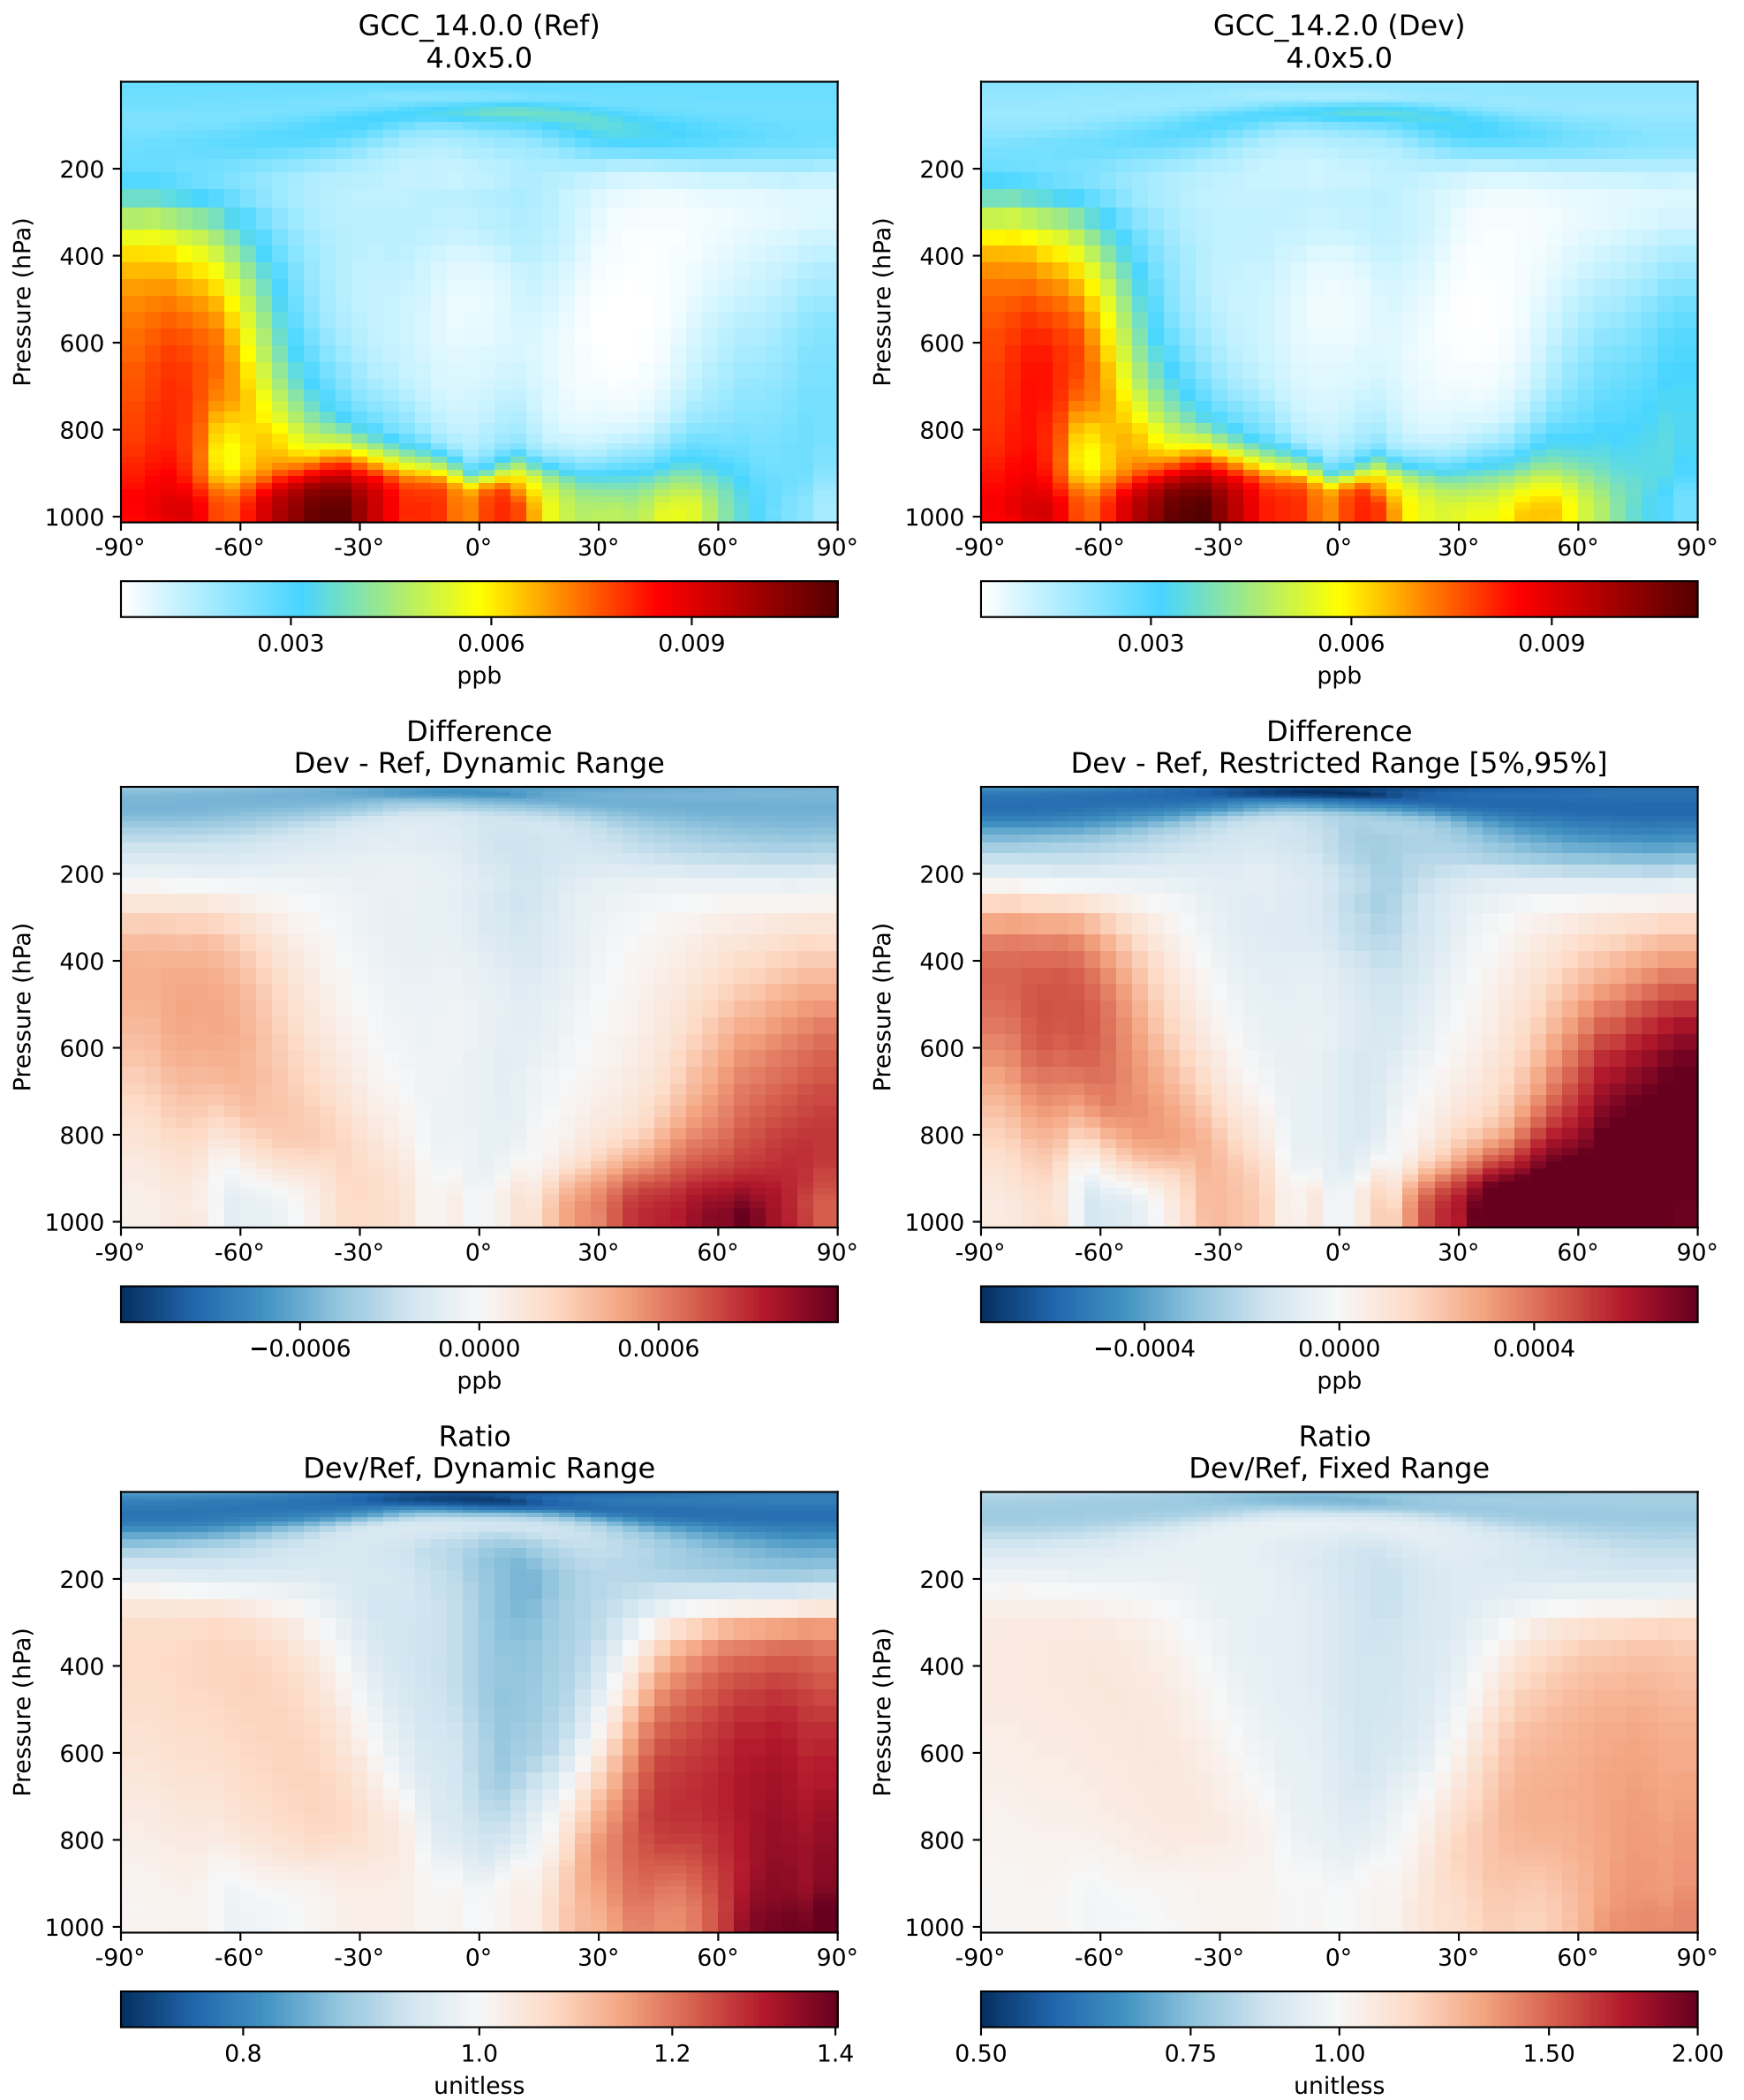 GCC_14.0.0 (Ref)
4.0x5.0
Pressure (hPa)
200
400
600
800
1000
-90° -60° -30° 0° 30° 60° 90°
0.003 0.006 0.009
ppb
GCC_14.2.0 (Dev)
4.0x5.0
Pressure (hPa)
200
400
600
800
1000
-90° -60° -30° 0° 30° 60° 90°
0.003 0.006 0.009
ppb
Difference
Dev - Ref, Dynamic Range
Pressure (hPa)
200
400
600
800
1000
-90° -60° -30° 0° 30° 60° 90°
−0.0006 0.0000 0.0006
ppb
Difference
Dev - Ref, Restricted Range [5%,95%]
Pressure (hPa)
200
400
600
800
1000
-90° -60° -30° 0° 30° 60° 90°
−0.0004 0.0000 0.0004
ppb
Ratio
Dev/Ref, Dynamic Range
Pressure (hPa)
200
400
600
800
1000
-90° -60° -30° 0° 30° 60° 90°
0.8 1.0 1.2 1.4
unitless
Ratio
Dev/Ref, Fixed Range
Pressure (hPa)
200
400
600
800
1000
-90° -60° -30° 0° 30° 60° 90°
0.50 0.75 1.00 1.50 2.00
unitless